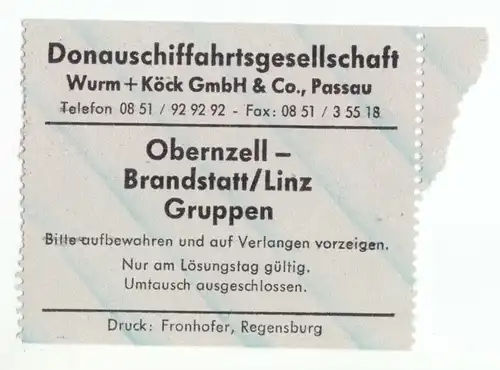 Donauschiffahrtsgesellschaft
Wurm+Köck GmbH & Co., Passau
Telefon 08 51 / 92 92 92 - Fax: 08 51 / 3 55 18
Obernzell –
Brandstatt/Linz
Gruppen
Bitte aufbewahren und auf Verlangen vorzeigen.
Nur am Lösungstag gültig.
Umtausch ausgeschlossen.
Druck: Fronhofer, Regensburg